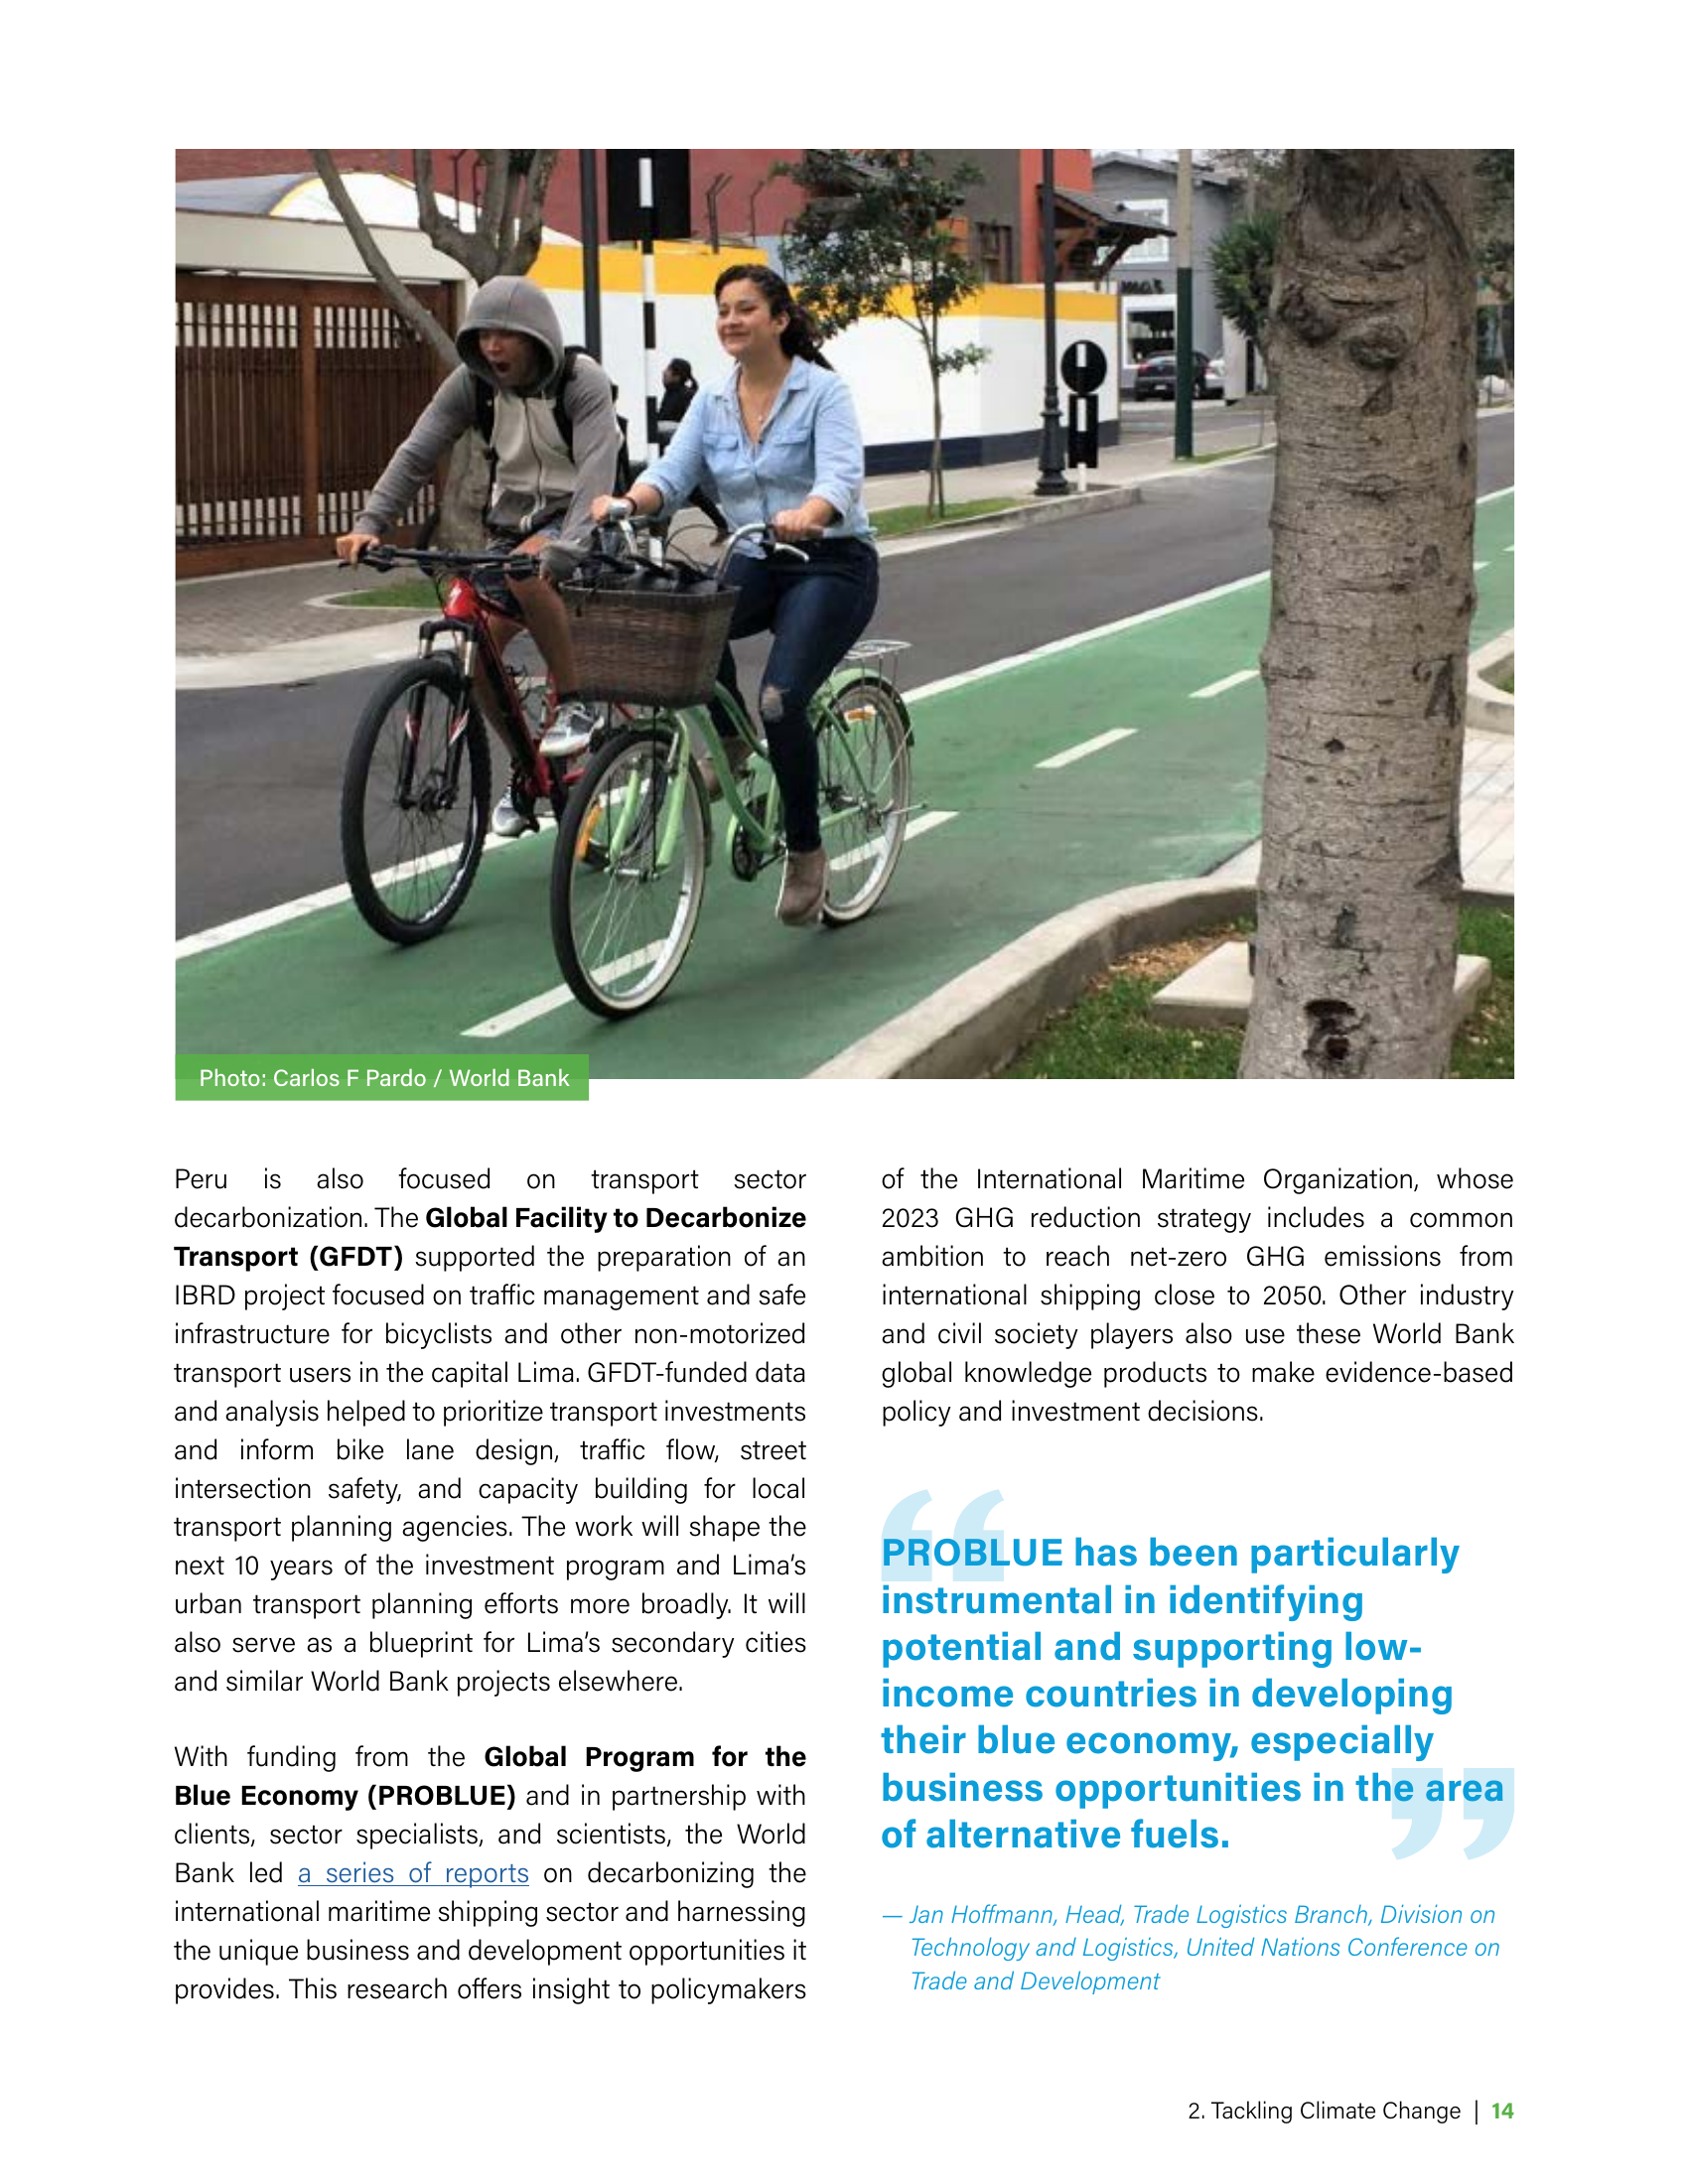 Photo: Carlos F Pardo / World Bank
Peru is also focused on transport sector
decarbonization. The Global Facility to Decarbonize
Transport (GFDT) supported the preparation of an
IBRD project focused on traffic management and safe
infrastructure for bicyclists and other non-motorized
transport users in the capital Lima. GFDT-funded data
and analysis helped to prioritize transport investments
and inform bike lane design, traffic flow, street
intersection safety, and capacity building for local
transport planning agencies. The work will shape the
next 10 years of the investment program and Lima’s
urban transport planning efforts more broadly. It will
also serve as a blueprint for Lima’s secondary cities
and similar World Bank projects elsewhere.
With funding from the Global Program for the
Blue Economy (PROBLUE) and in partnership with
clients, sector specialists, and scientists, the World
Bank led a series of reports on decarbonizing the
international maritime shipping sector and harnessing
the unique business and development opportunities it
provides. This research offers insight to policymakers
of the International Maritime Organization, whose
2023 GHG reduction strategy includes a common
ambition to reach net-zero GHG emissions from
international shipping close to 2050. Other industry
and civil society players also use these World Bank
global knowledge products to make evidence-based
policy and investment decisions.
“PROBLUE has been particularly
instrumental in identifying
potential and supporting low-
income countries in developing
their blue economy, especially
business opportunities in the area
of alternative fuels.”
— Jan Hoffmann, Head, Trade Logistics Branch, Division on
Technology and Logistics, United Nations Conference on
Trade and Development
2. Tackling Climate Change | 14